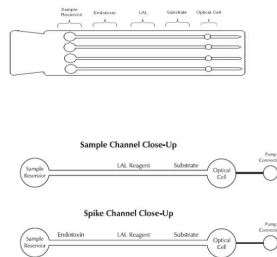 Sample Reservoir Endotoxin LAL Substrate Optical Cell
Sample Channel Close-Up
Sample Reservoir LAL Reagent Substrate Optical Cell Pump Connection
Spike Channel Close-Up
Sample Reservoir Endotoxin LAL Reagent Substrate Optical Cell Pump Connection